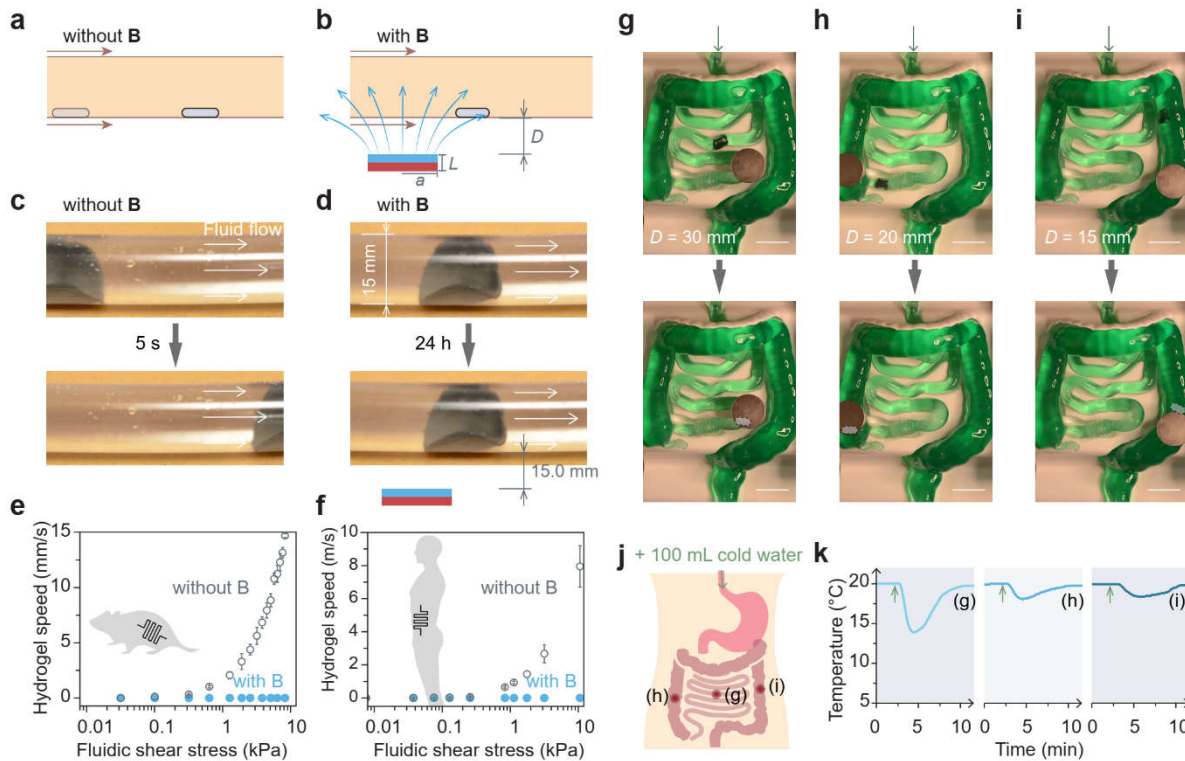 a
without B
b
with B
D
L
a
c
without B
Fluid flow
5 s
d
with B
15 mm
24 h
15.0 mm
e
Hydrogel speed (mm/s)
15
10
5
0
without B
with B
0.01
0.1
1
10
Fluidic shear stress (kPa)
f
Hydrogel speed (m/s)
10
8
6
4
2
0
without B
with B
0.01
0.1
1
10
Fluidic shear stress (kPa)
g
D = 30 mm
h
D = 20 mm
i
D = 15 mm
j
+ 100 mL cold water
(h)
(g)
(i)
k
Temperature (°C)
20
15
10
5
(g)
(h)
(i)
0 5 10
0 5 10
0 5 10
Time (min)